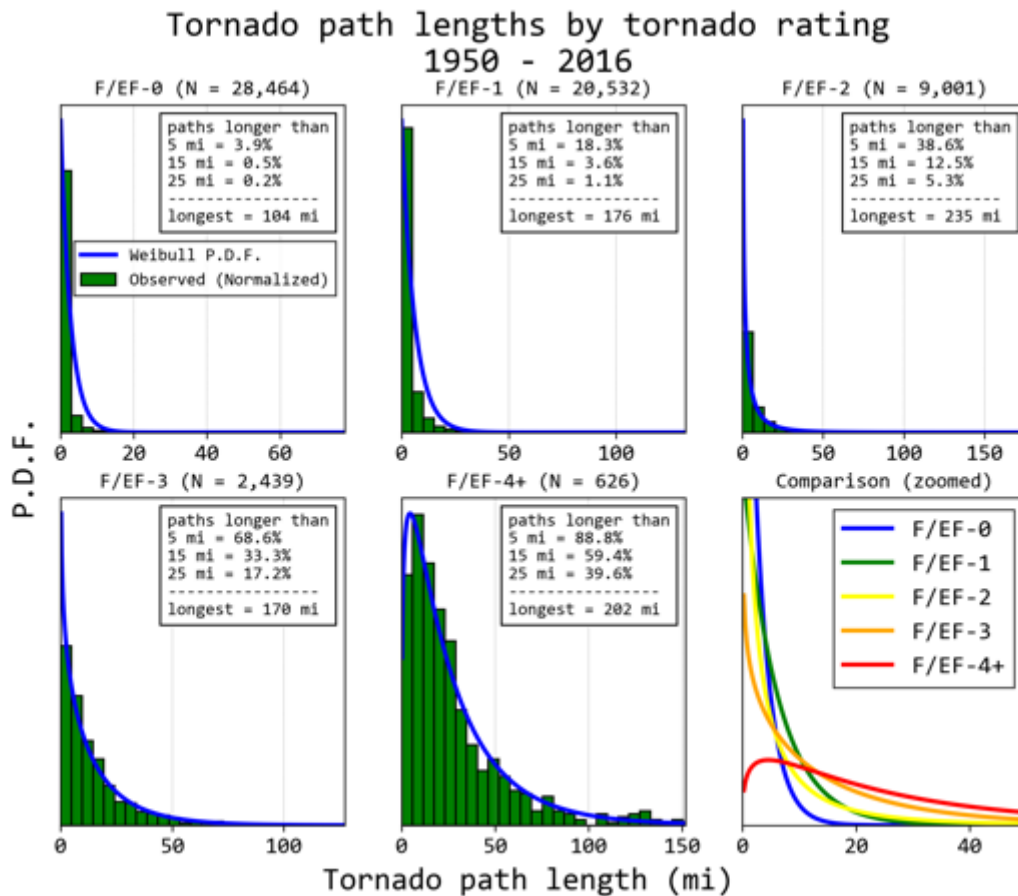 Tornado path lengths by tornado rating
1950 - 2016
F/EF-0 (N = 28,464)
paths longer than
5 mi = 3.9%
15 mi = 0.5%
25 mi = 0.2%
------------------
longest = 104 mi
Weibull P.D.F.
Observed (Normalized)
0 20 40 60
F/EF-1 (N = 20,532)
paths longer than
5 mi = 18.3%
15 mi = 3.6%
25 mi = 1.1%
------------------
longest = 176 mi
0 50 100
F/EF-2 (N = 9,001)
paths longer than
5 mi = 38.6%
15 mi = 12.5%
25 mi = 5.3%
------------------
longest = 235 mi
0 50 100 150
P.D.F.
F/EF-3 (N = 2,439)
paths longer than
5 mi = 68.6%
15 mi = 33.3%
25 mi = 17.2%
------------------
longest = 170 mi
0 50 100
F/EF-4+ (N = 626)
paths longer than
5 mi = 88.8%
15 mi = 59.4%
25 mi = 39.6%
------------------
longest = 202 mi
0 50 100 150
Comparison (zoomed)
F/EF-0
F/EF-1
F/EF-2
F/EF-3
F/EF-4+
0 20 40
Tornado path length (mi)